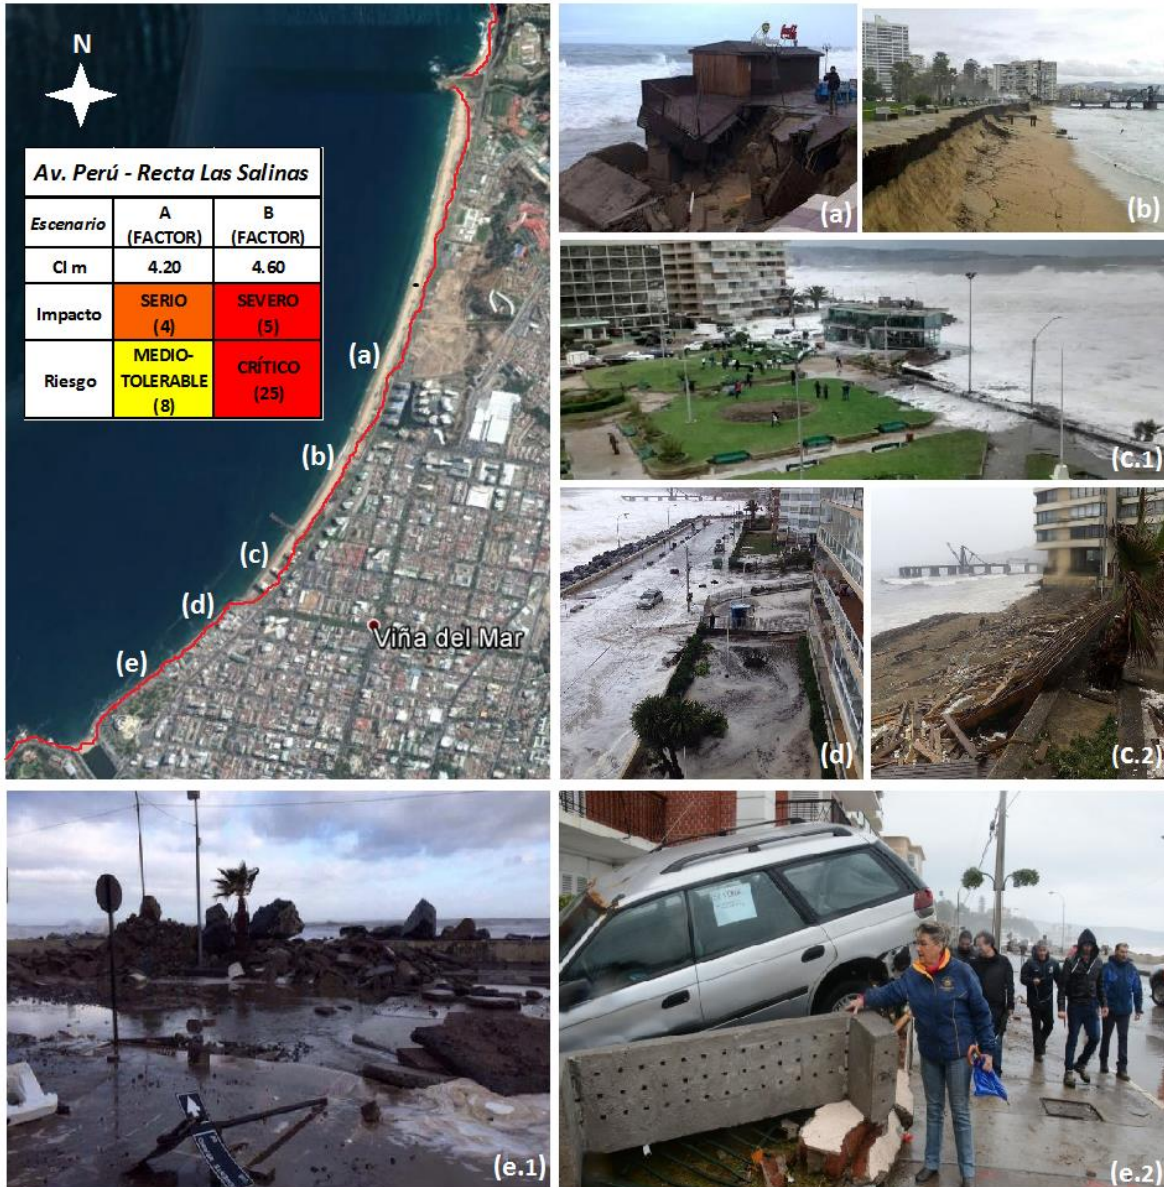 N
Av. Perú - Recta Las Salinas
Escenario
A
(FACTOR)
B
(FACTOR)
CI m
4.20
4.60
Impacto
SERIO
(4)
SEVERO
(5)
Riesgo
MEDIO-
TOLERABLE
(8)
CRÍTICO
(25)
(a)
(b)
(c)
(d)
(e)
Viña del Mar
(a)
(b)
(c.1)
(d)
(c.2)
(e.1)
(e.2)